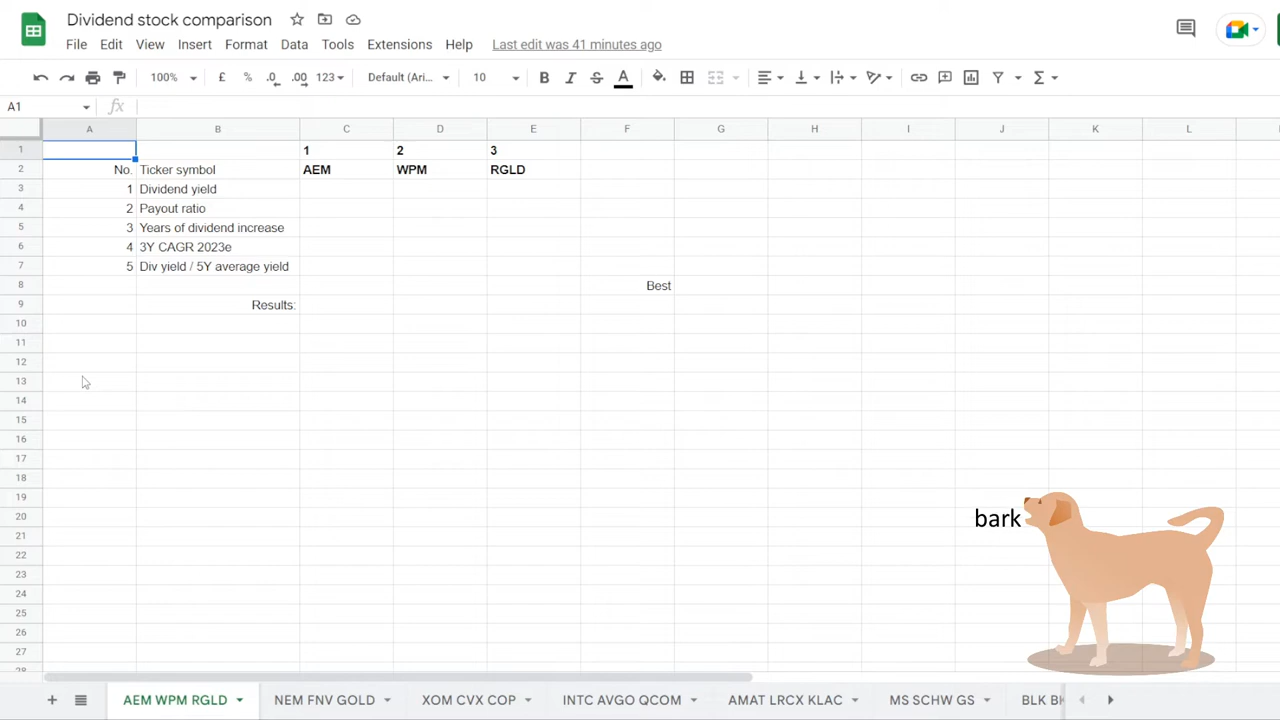 Dividend stock comparison
File Edit View Insert Format Data Tools Extensions Help Last edit was 41 minutes ago
100% £ % .0 .00 123 Default (Ari... 10 B I S A
A1 fx
A B C D E F G H I J K L
1 1 2 3
2 No. Ticker symbol AEM WPM RGLD
3 1 Dividend yield
4 2 Payout ratio
5 3 Years of dividend increase
6 4 3Y CAGR 2023e
7 5 Div yield / 5Y average yield
8 Best
9 Results:
10
11
12
13
14
15
16
17
18
19
20 bark
21
22
23
24
25
26
27
28
AEM WPM RGLD NEM FNV GOLD XOM CVX COP INTC AVGO QCOM AMAT LRCX KLAC MS SCHW GS BLK